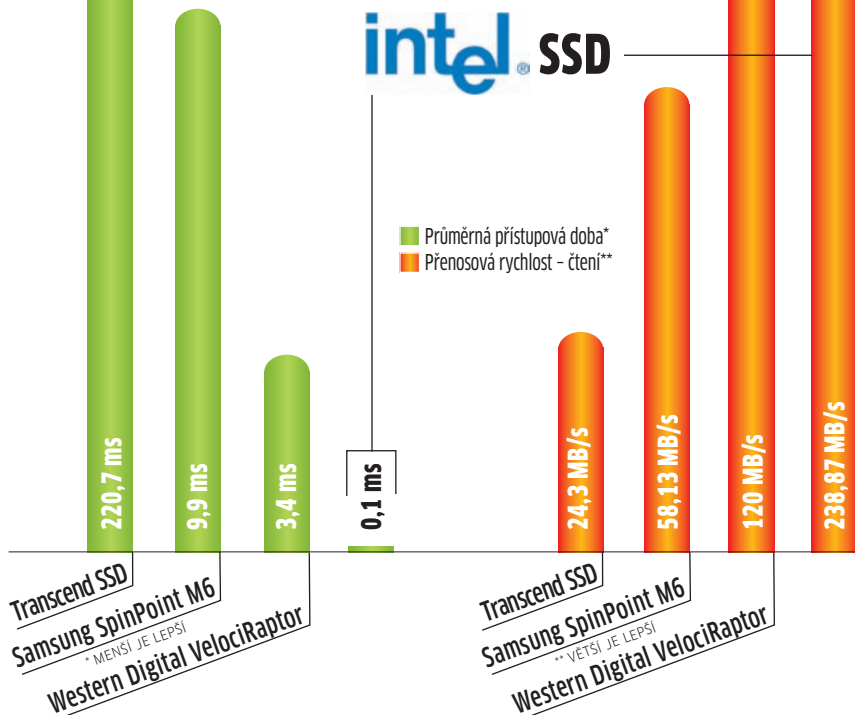 intel® SSD
Průměrná přístupová doba*
Přenosová rychlost – čtení**
220,7 ms
9,9 ms
3,4 ms
0,1 ms
24,3 MB/s
58,13 MB/s
120 MB/s
238,87 MB/s
Transcend SSD
Samsung SpinPoint M6
* MENŠÍ JE LEPŠÍ
Western Digital VelociRaptor
Transcend SSD
Samsung SpinPoint M6
** VĚTŠÍ JE LEPŠÍ
Western Digital VelociRaptor